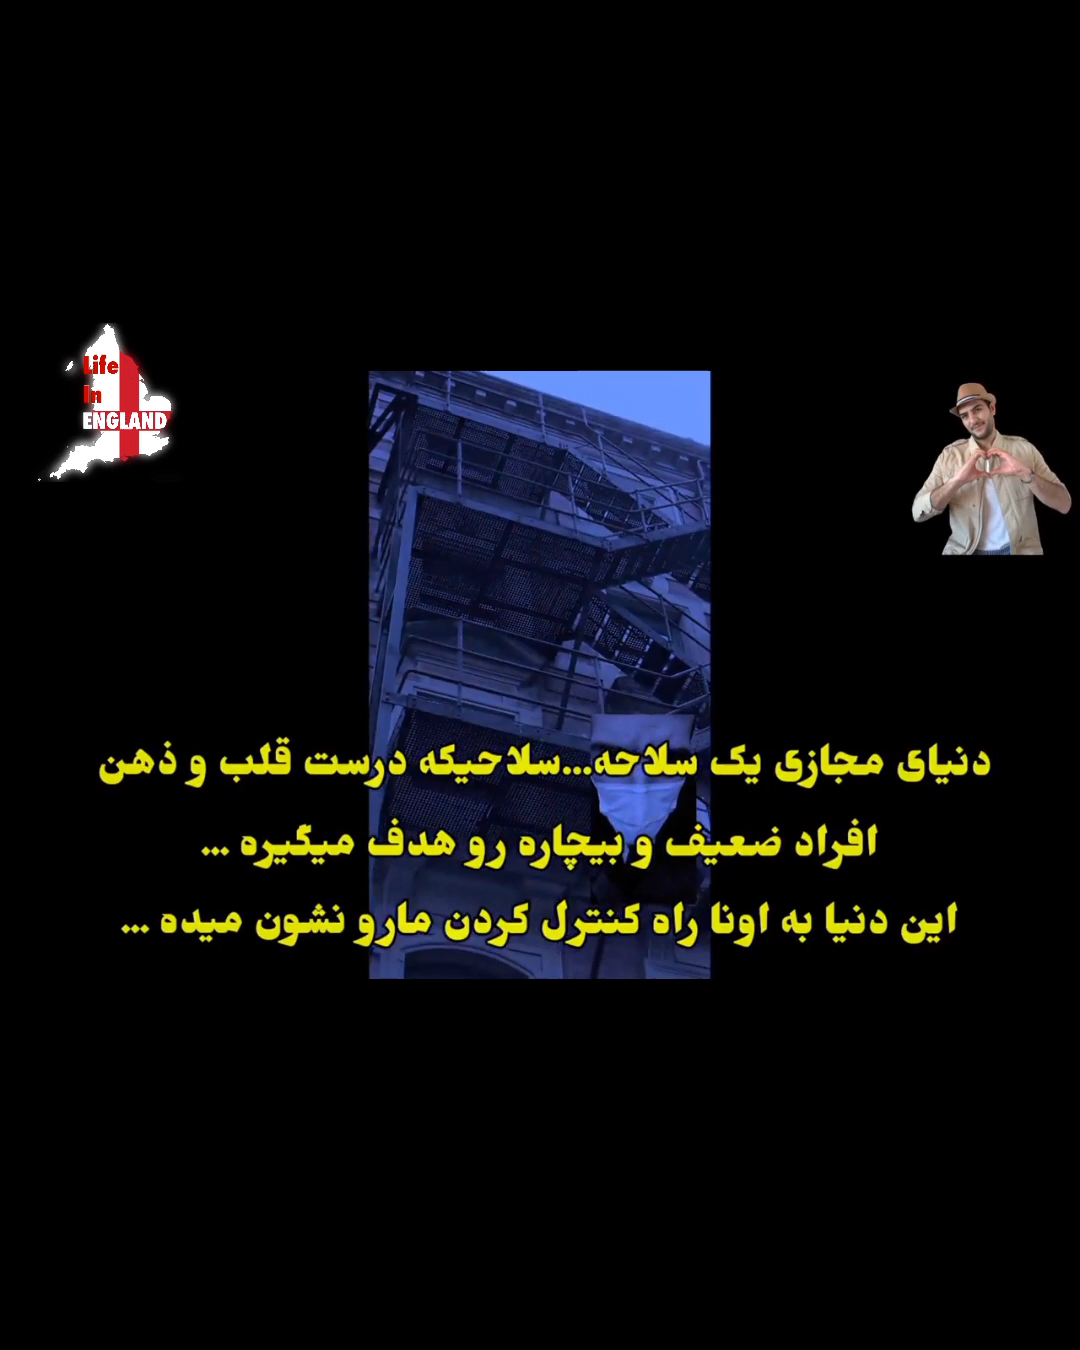 Life
In
ENGLAND
دنیای مجازی یک سلاحه...سلاحیکه درست قلب و ذهن
افراد ضعیف و بیچاره رو هدف میگیره ...
این دنیا به اونا راه کنترل کردن مارو نشون میده ...